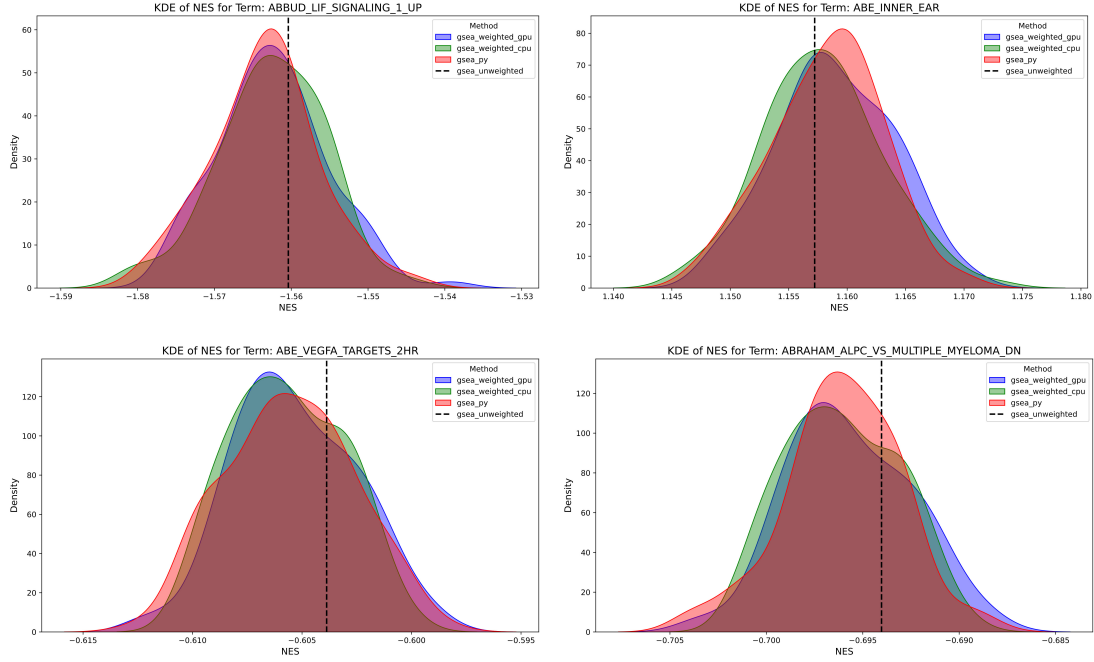 KDE of NES for Term: ABBUD_LIF_SIGNALING_1_UP
Method
gsea_weighted_gpu
gsea_weighted_cpu
gsea_py
gsea_unweighted
60
50
40
30
20
10
0
Density
−1.59 −1.58 −1.57 −1.56 −1.55 −1.54 −1.53
NES
KDE of NES for Term: ABE_INNER_EAR
Method
gsea_weighted_gpu
gsea_weighted_cpu
gsea_py
gsea_unweighted
80
70
60
50
40
30
20
10
0
Density
1.140 1.145 1.150 1.155 1.160 1.165 1.170 1.175 1.180
NES
KDE of NES for Term: ABE_VEGFA_TARGETS_2HR
Method
gsea_weighted_gpu
gsea_weighted_cpu
gsea_py
gsea_unweighted
120
100
80
60
40
20
0
Density
−0.615 −0.610 −0.605 −0.600 −0.595
NES
KDE of NES for Term: ABRAHAM_ALPC_VS_MULTIPLE_MYELOMA_DN
Method
gsea_weighted_gpu
gsea_weighted_cpu
gsea_py
gsea_unweighted
120
100
80
60
40
20
0
Density
−0.705 −0.700 −0.695 −0.690 −0.685
NES